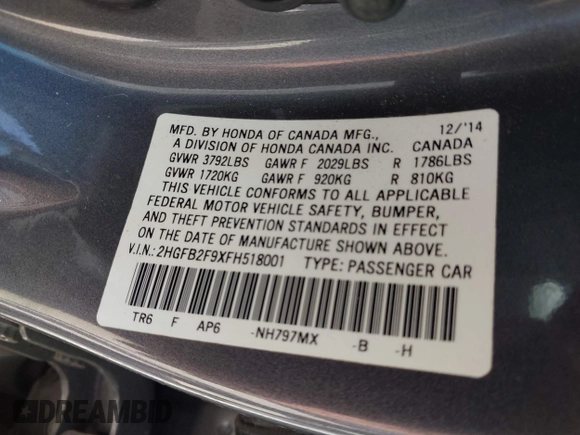 MFD. BY HONDA OF CANADA MFG., 12/'14
A DIVISION OF HONDA CANADA INC. CANADA
GVWR 3792LBS GAWR F 2029LBS R 1786LBS
GVWR 1720KG GAWR F 920KG R 810KG
THIS VEHICLE CONFORMS TO ALL APPLICABLE
FEDERAL MOTOR VEHICLE SAFETY, BUMPER,
AND THEFT PREVENTION STANDARDS IN EFFECT
ON THE DATE OF MANUFACTURE SHOWN ABOVE.
V.I.N.: 2HGFB2F9XFH518001 TYPE: PASSENGER CAR
TR6 F AP6 -NH797MX -B -H
DREAMBID